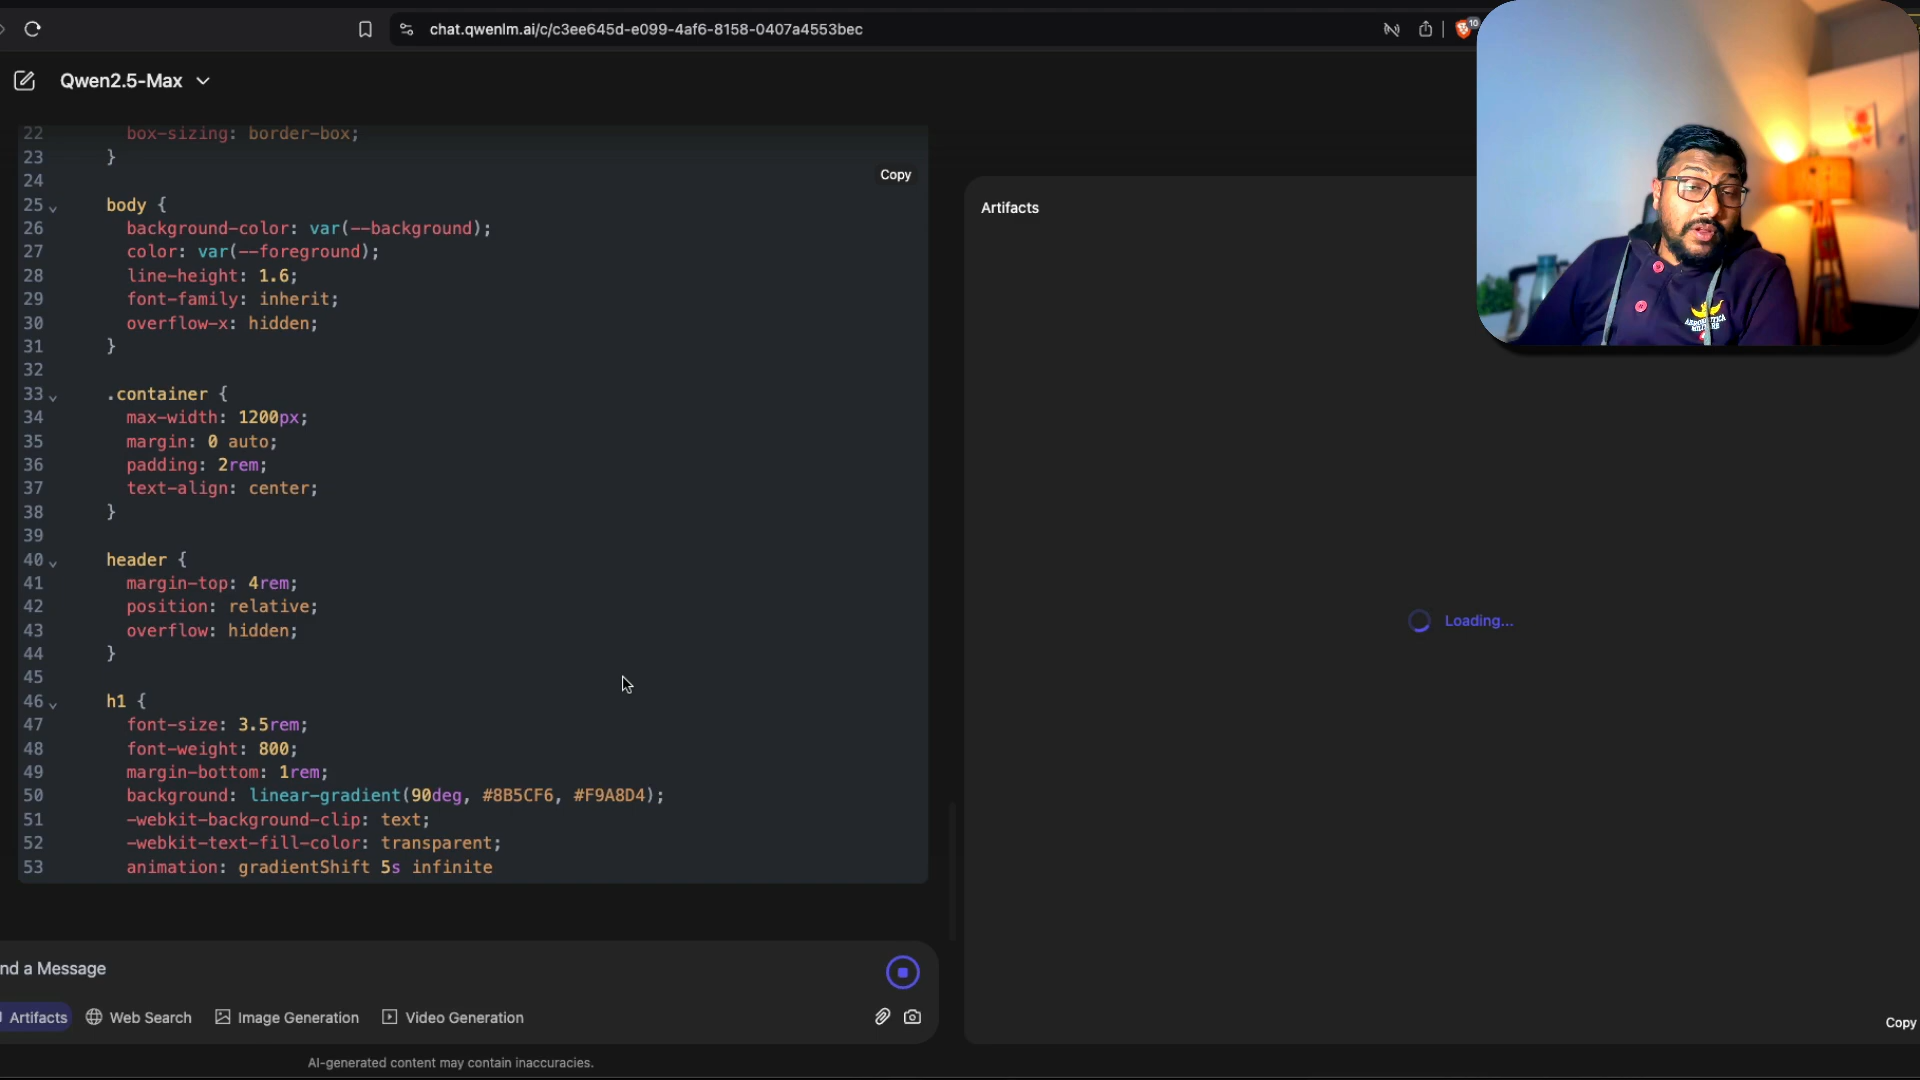 chat.qwenlm.ai/c/c3ee645d-e099-4af6-8158-0407a4553bec
10
Qwen2.5-Max
22 box-sizing: border-box;
23 }
24
Copy
25 body {
26 background-color: var(--background);
27 color: var(--foreground);
28 line-height: 1.6;
29 font-family: inherit;
30 overflow-x: hidden;
31 }
32
33 .container {
34 max-width: 1200px;
35 margin: 0 auto;
36 padding: 2rem;
37 text-align: center;
38 }
39
40 header {
41 margin-top: 4rem;
42 position: relative;
43 overflow: hidden;
44 }
45
46 h1 {
47 font-size: 3.5rem;
48 font-weight: 800;
49 margin-bottom: 1rem;
50 background: linear-gradient(90deg, #8B5CF6, #F9A8D4);
51 -webkit-background-clip: text;
52 -webkit-text-fill-color: transparent;
53 animation: gradientShift 5s infinite
nd a Message
Artifacts Web Search Image Generation Video Generation
AI-generated content may contain inaccuracies.
Artifacts
Loading...
Copy